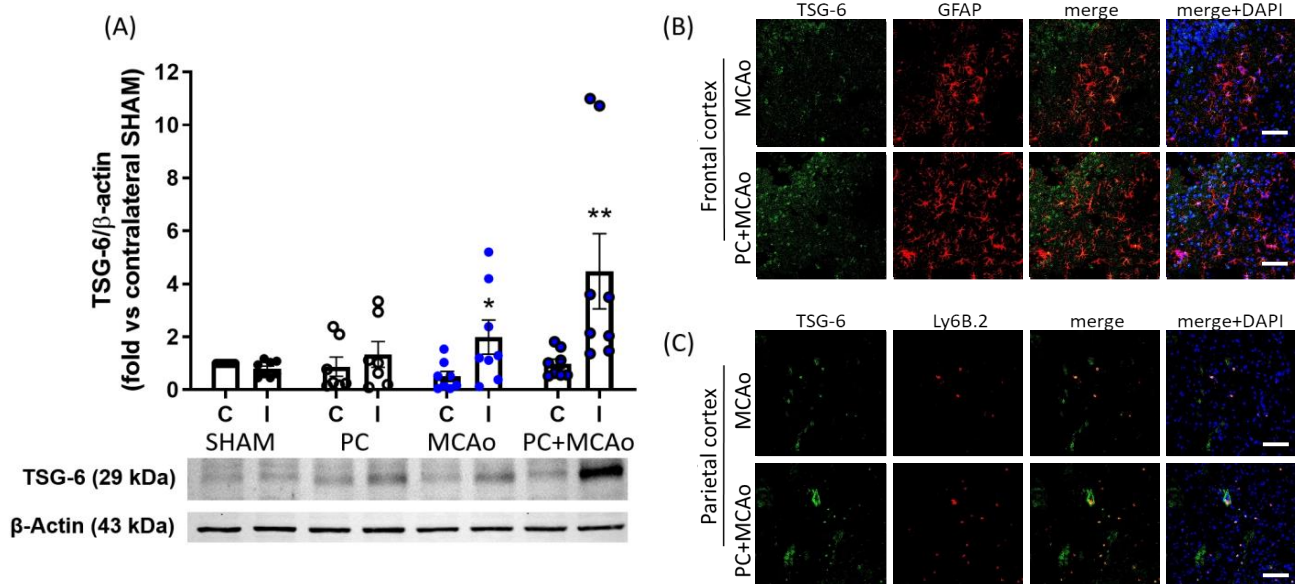 (A)
TSG-6/β-actin
(fold vs contralateral SHAM)
12
10
8
6
4
2
0
*
**
C I C I C I C I
SHAM PC MCAo PC+MCAo
TSG-6 (29 kDa)
β-Actin (43 kDa)
(B)
TSG-6 GFAP merge merge+DAPI
Frontal cortex
MCAo
PC+MCAo
(C)
TSG-6 Ly6B.2 merge merge+DAPI
Parietal cortex
MCAo
PC+MCAo